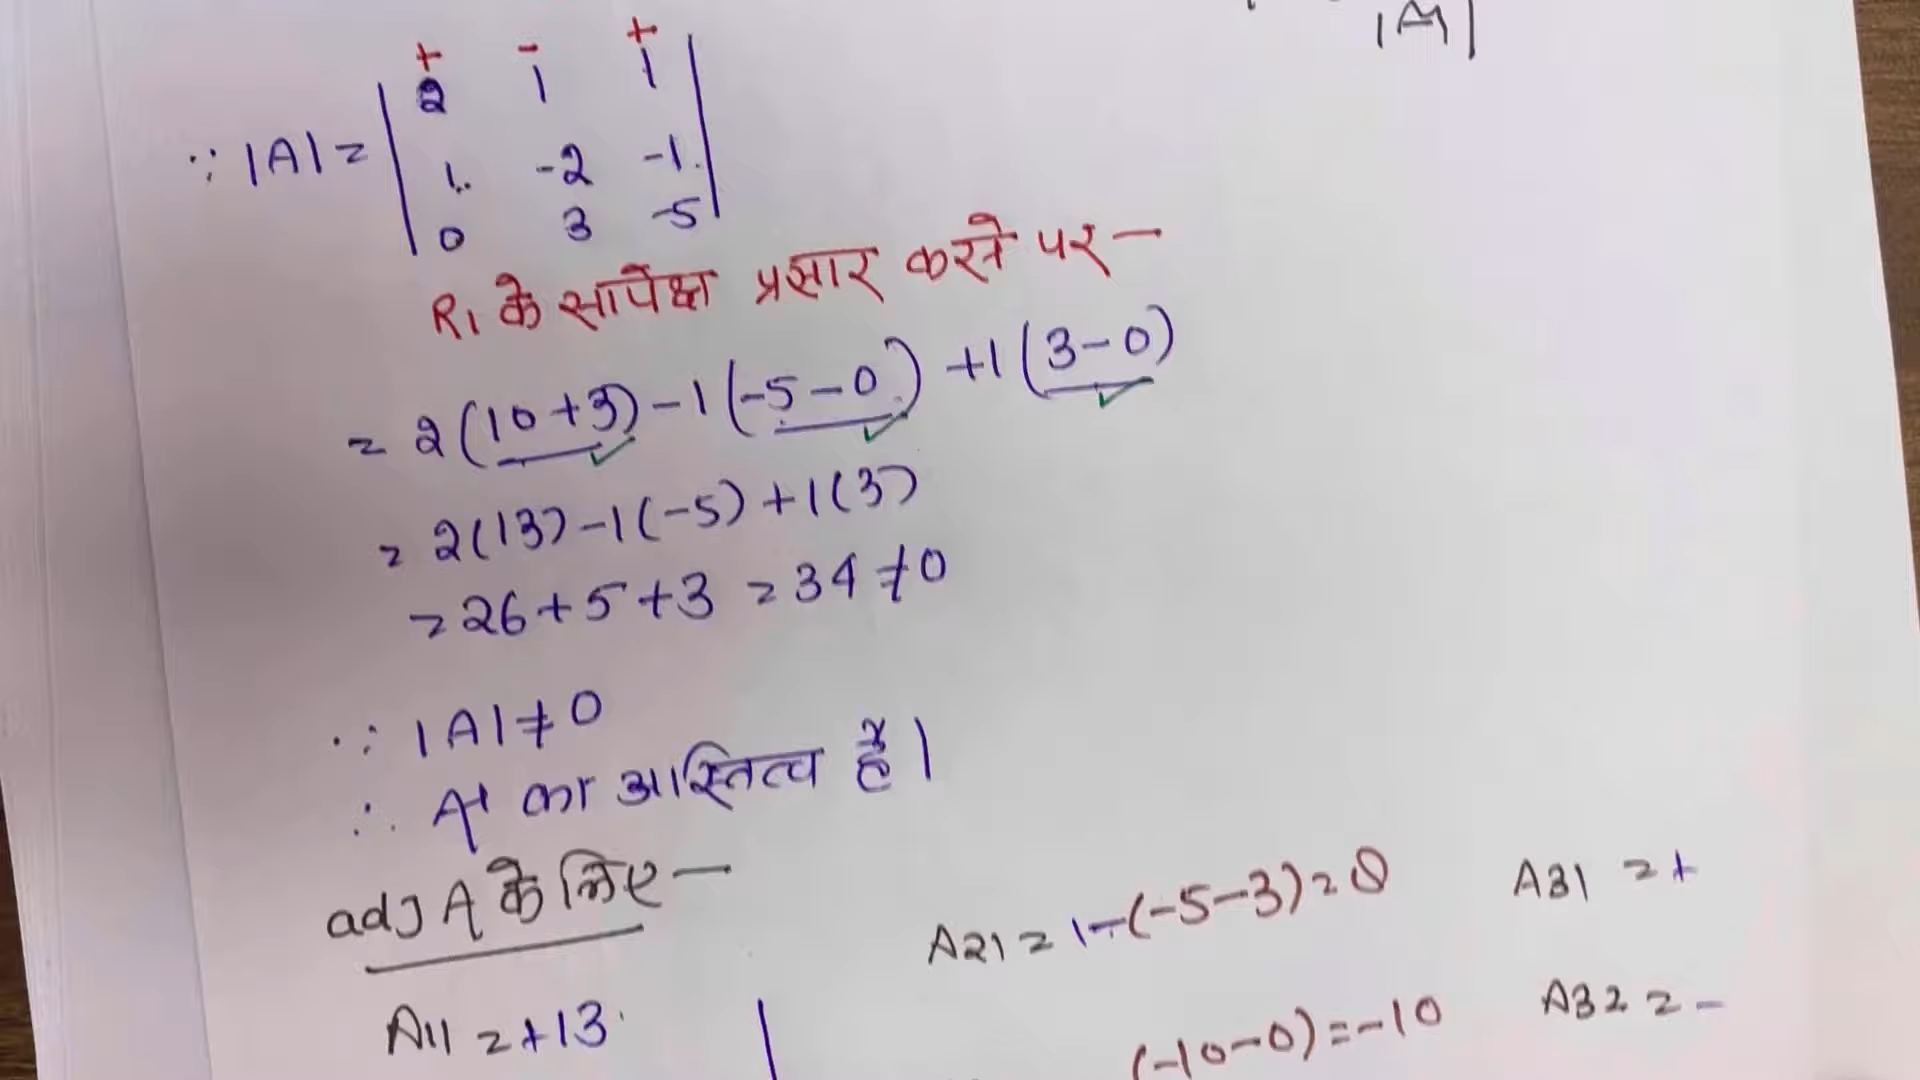 |A|
+ - +
∵ |A| = | 2 1 1 |
| 1 -2 -1 |
| 0 3 -5 |
R₁ के सापेक्ष प्रसार करने पर —
= 2(10+3) -1(-5-0) +1(3-0)
= 2(13) -1(-5) +1(3)
= 26+5+3 = 34 ≠ 0
∵ |A| ≠ 0
∴ A⁻¹ का आस्तित्व है।
adj A के लिए —
A21 = -(-5-3) = 8
A31 = +
A11 = +13
(-10-0) = -10
A32 = -